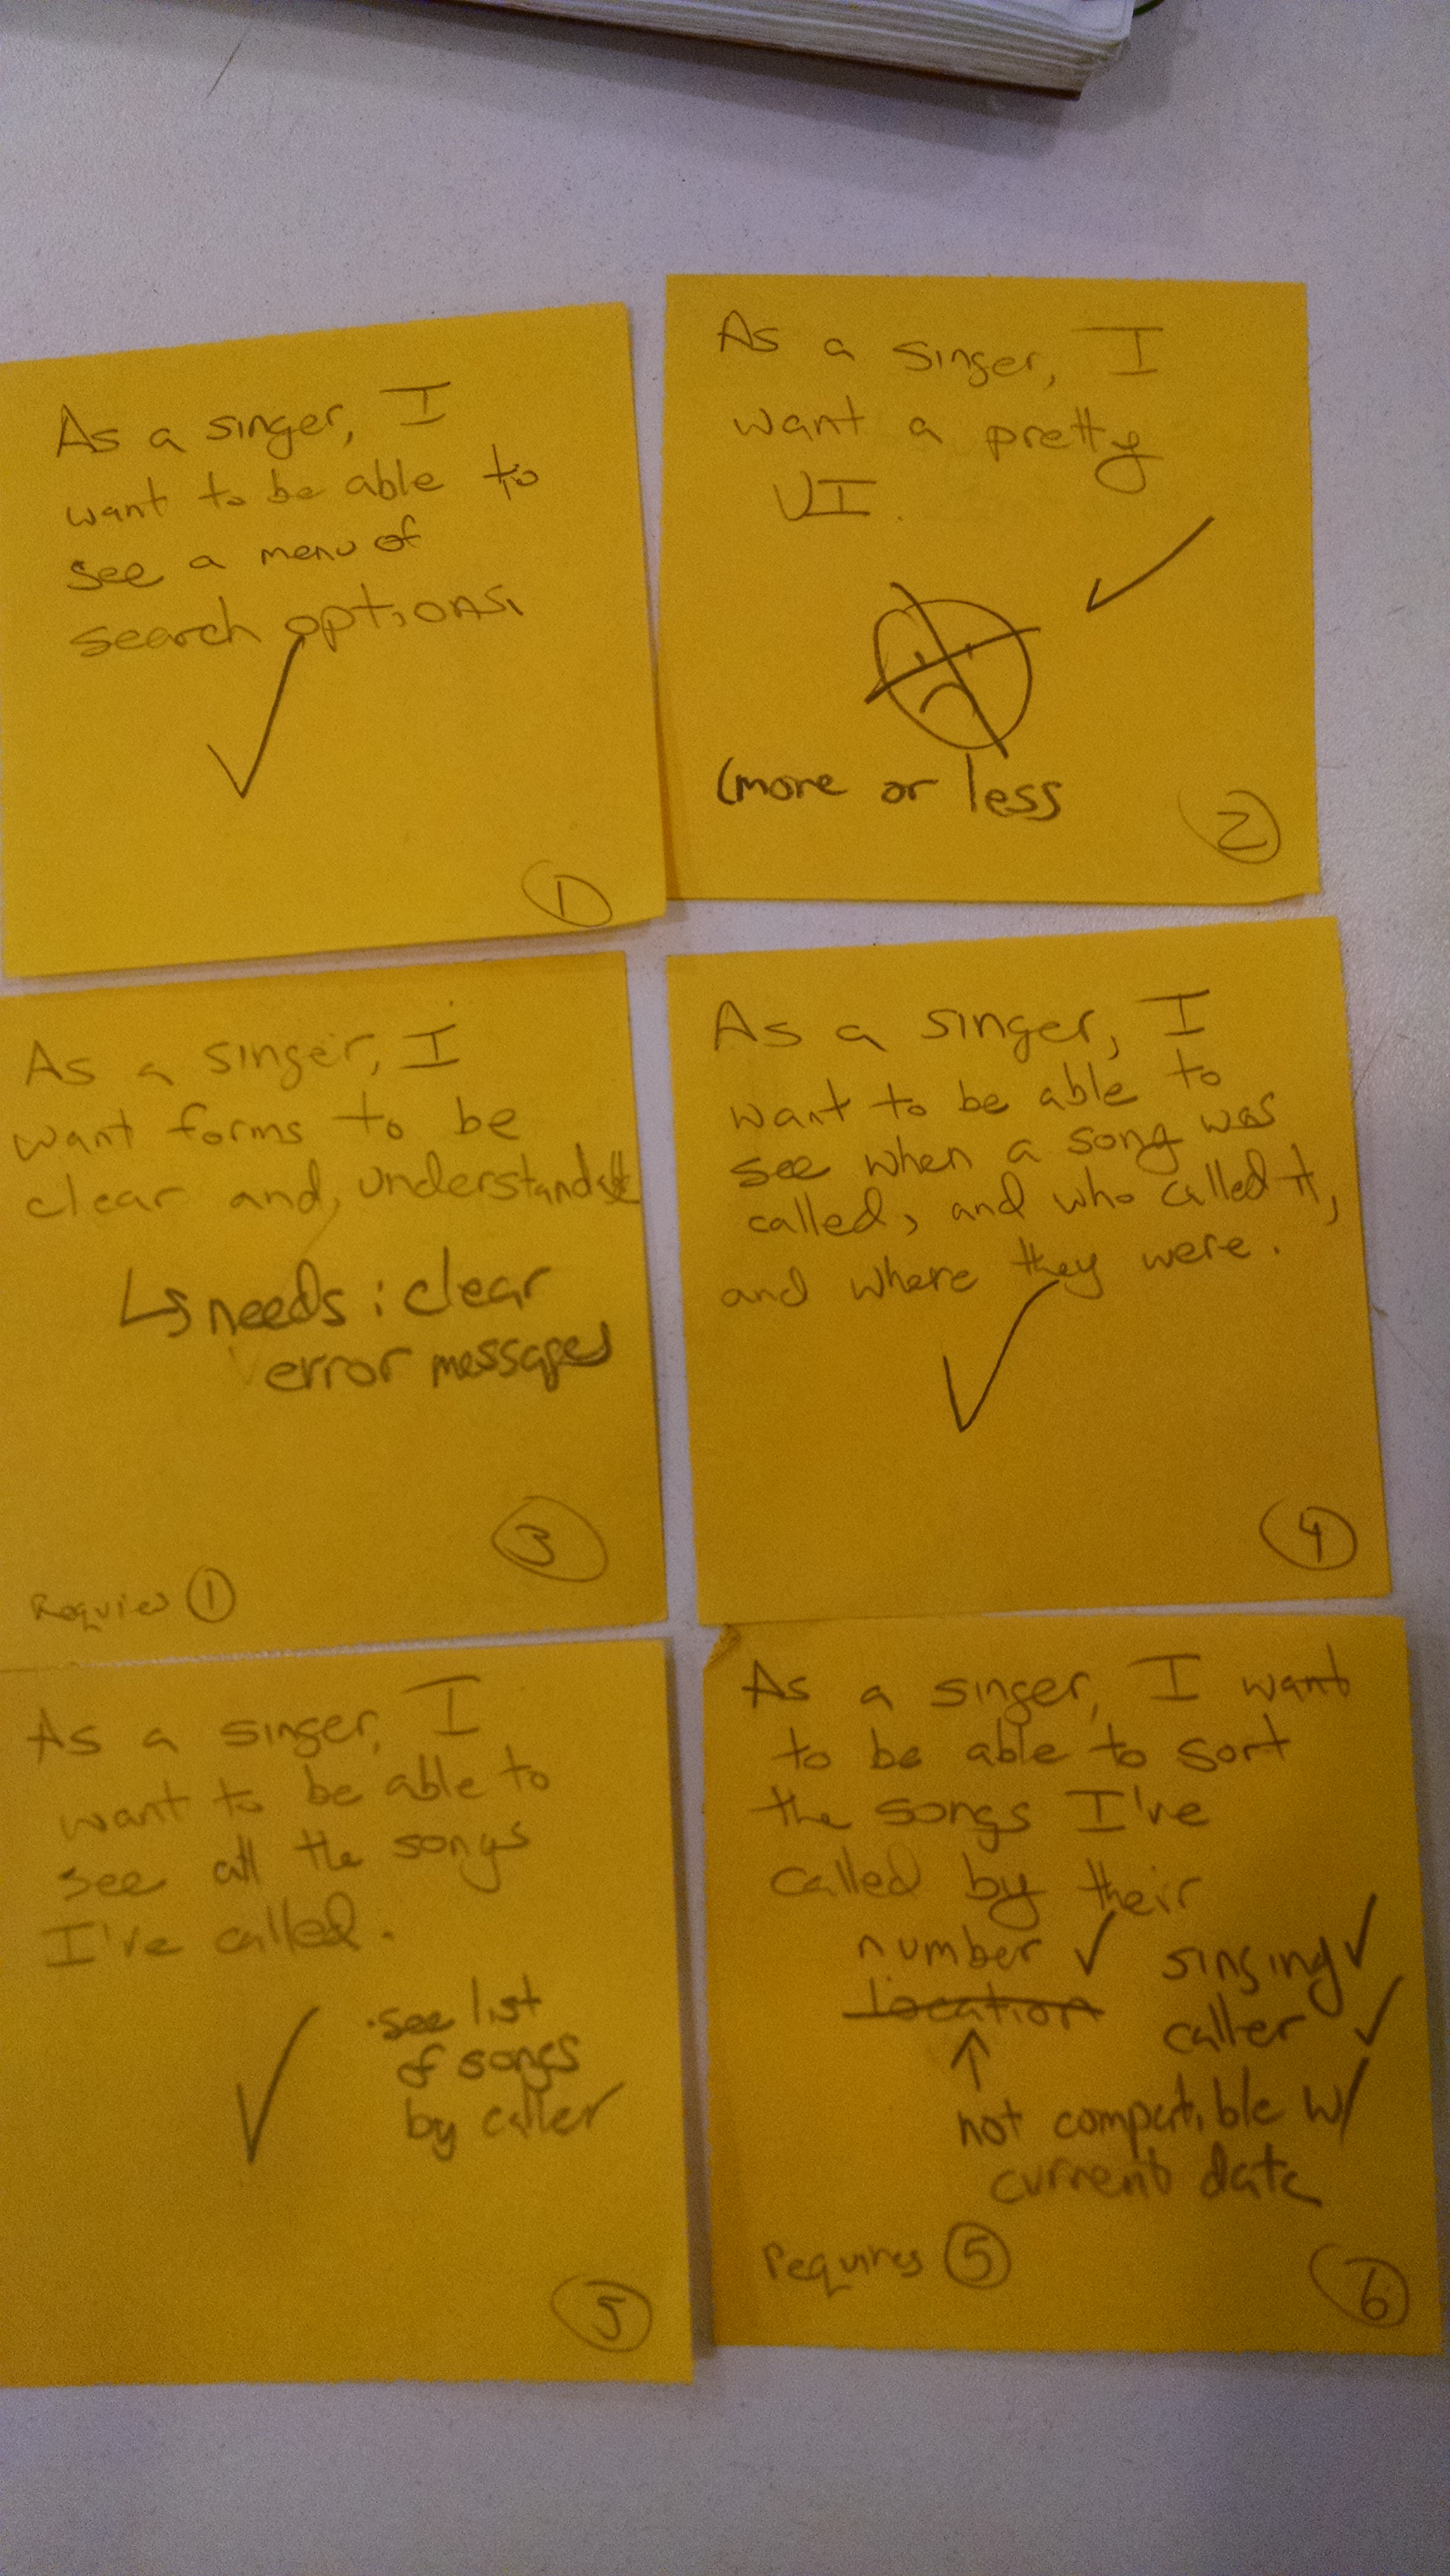 As a singer, I
want to be able to
see a menu of
search options.
1
As a singer, I
want a pretty
UI.
(more or less
2
As a singer, I
want forms to be
clear and understandable
↳ needs: clear
error messages
3
Requires 1
As a singer, I
want to be able to
see when a song was
called, and who called it,
and where they were.
4
As a singer, I
want to be able to
see all the songs
I've called.
· see list
of songs
by caller
5
As a singer, I want
to be able to sort
the songs I've
called by their
number ✓
location
singing ✓
caller ✓
↑
not compatible w/
current data
Requires 5
6